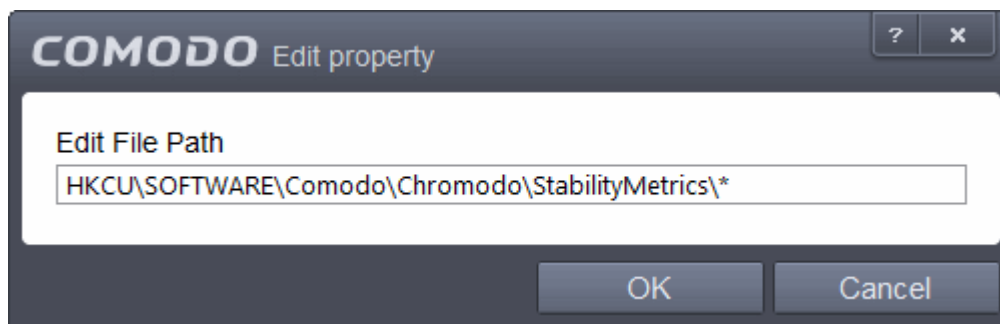 COMODO Edit property ? ×
Edit File Path
HKCU\SOFTWARE\Comodo\Chromodo\StabilityMetrics\*
OK Cancel